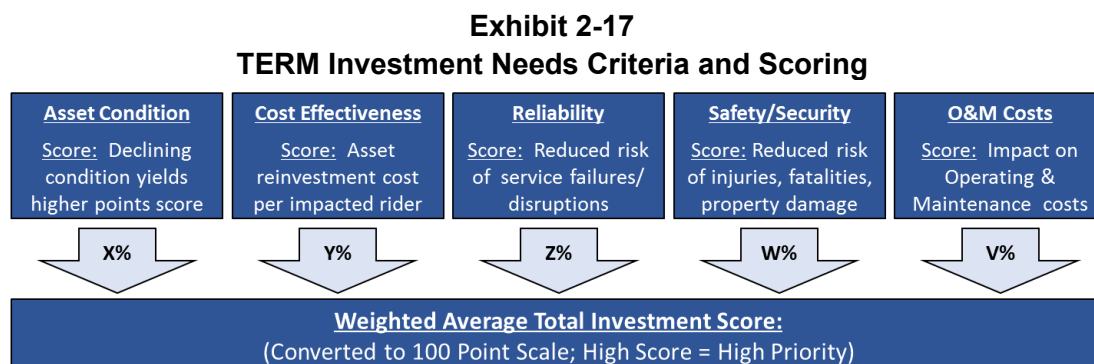 Exhibit 2-17
TERM Investment Needs Criteria and Scoring
Asset Condition
Score: Declining
condition yields
higher points score
Cost Effectiveness
Score: Asset
reinvestment cost
per impacted rider
Reliability
Score: Reduced risk
of service failures/
disruptions
Safety/Security
Score: Reduced risk
of injuries, fatalities,
property damage
O&M Costs
Score: Impact on
Operating &
Maintenance costs
X%
Y%
Z%
W%
V%
Weighted Average Total Investment Score:
(Converted to 100 Point Scale; High Score = High Priority)